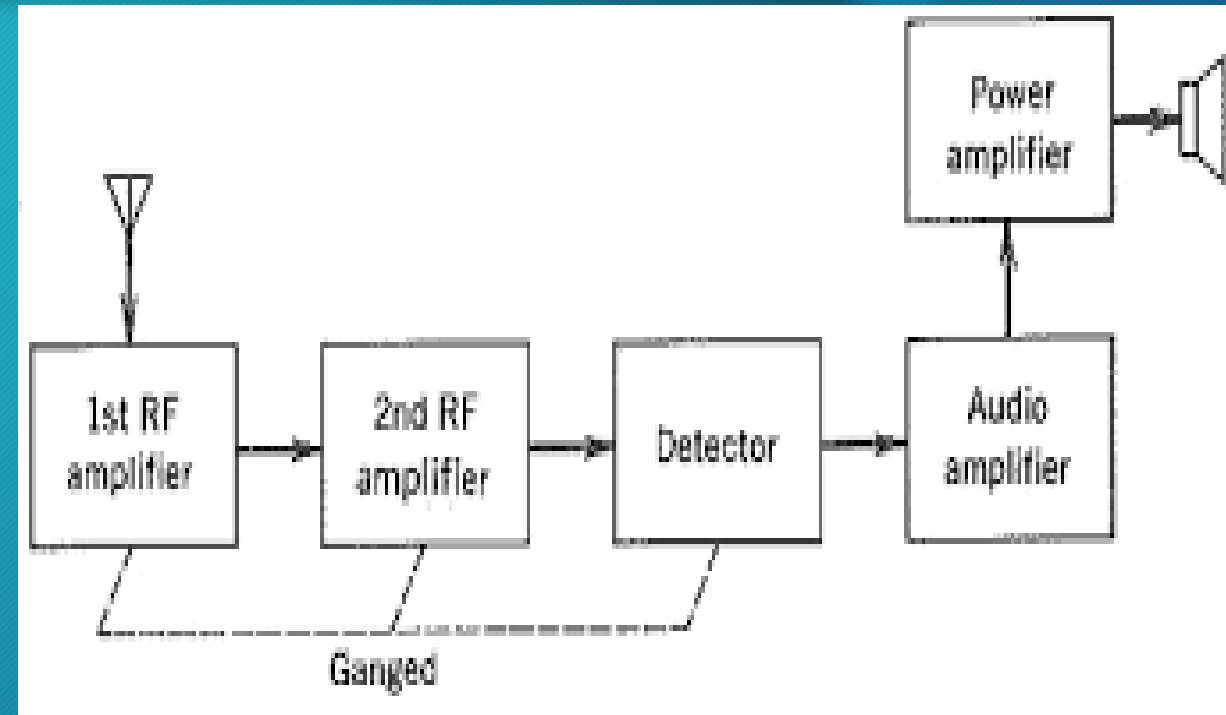 1st RF
amplifier
2nd RF
amplifier
Detector
Audio
amplifier
Power
amplifier
Ganged